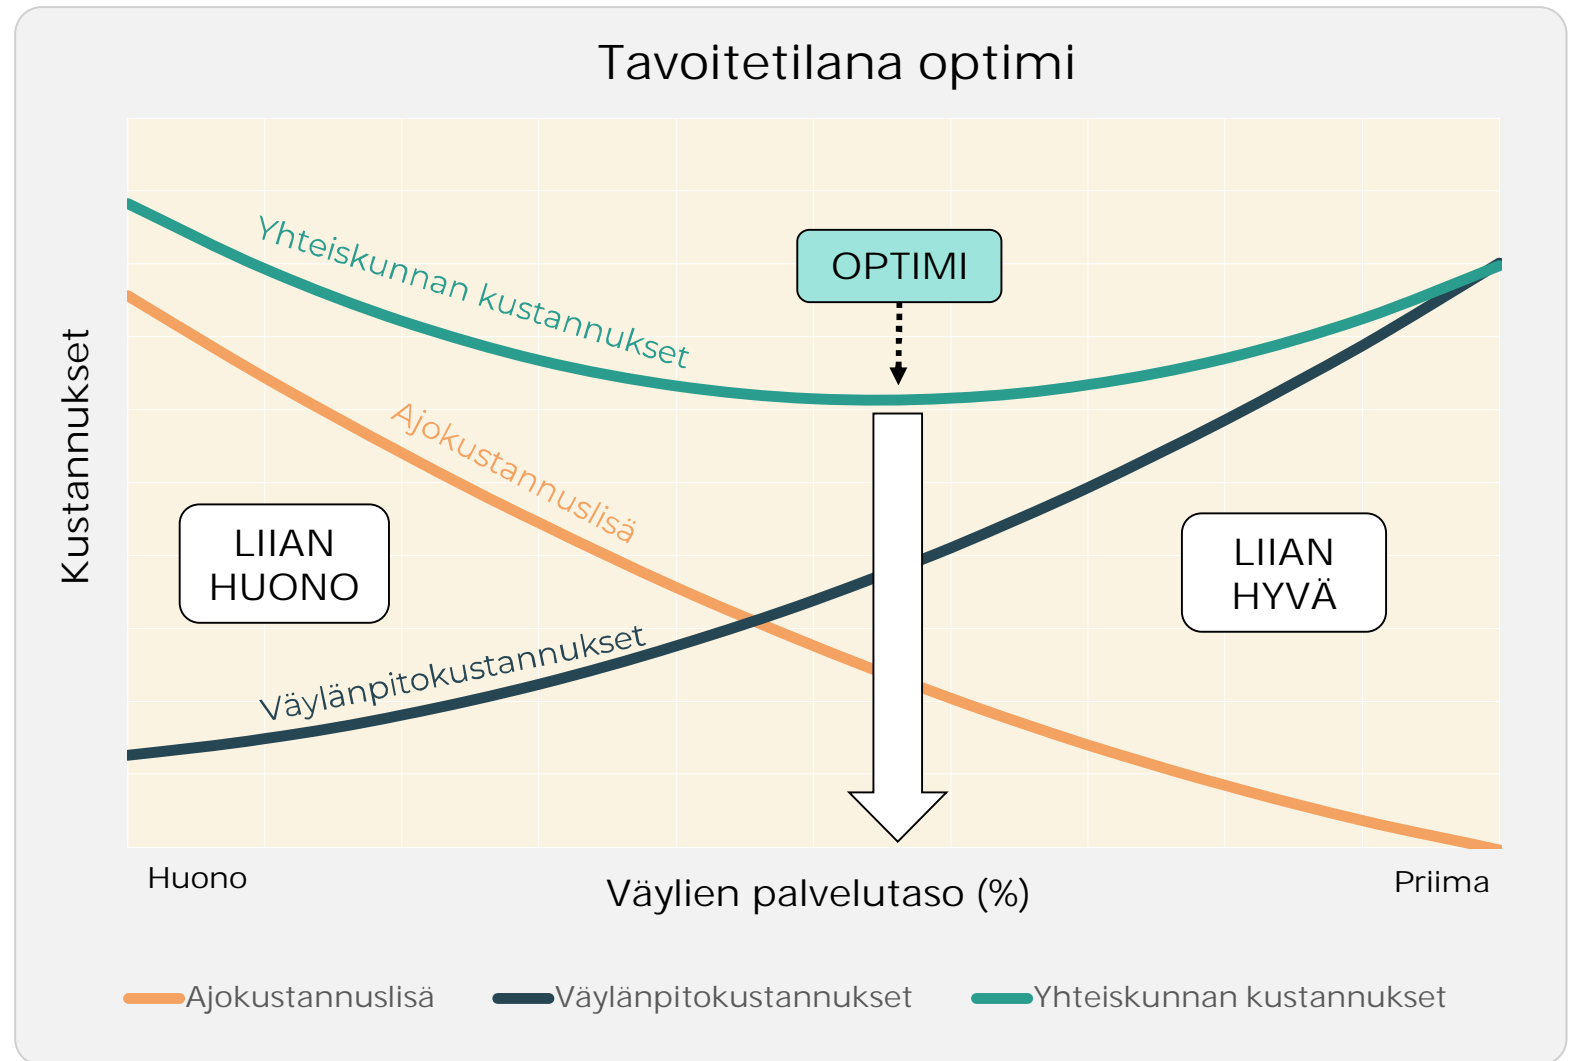 Tavoitetilana optimi
Kustannukset
Yhteiskunnan kustannukset
OPTIMI
Ajokustannuslisä
LIIAN
HUONO
LIIAN
HYVÄ
Väylänpitokustannukset
Huono
Väylien palvelutaso (%)
Priima
Ajokustannuslisä
Väylänpitokustannukset
Yhteiskunnan kustannukset